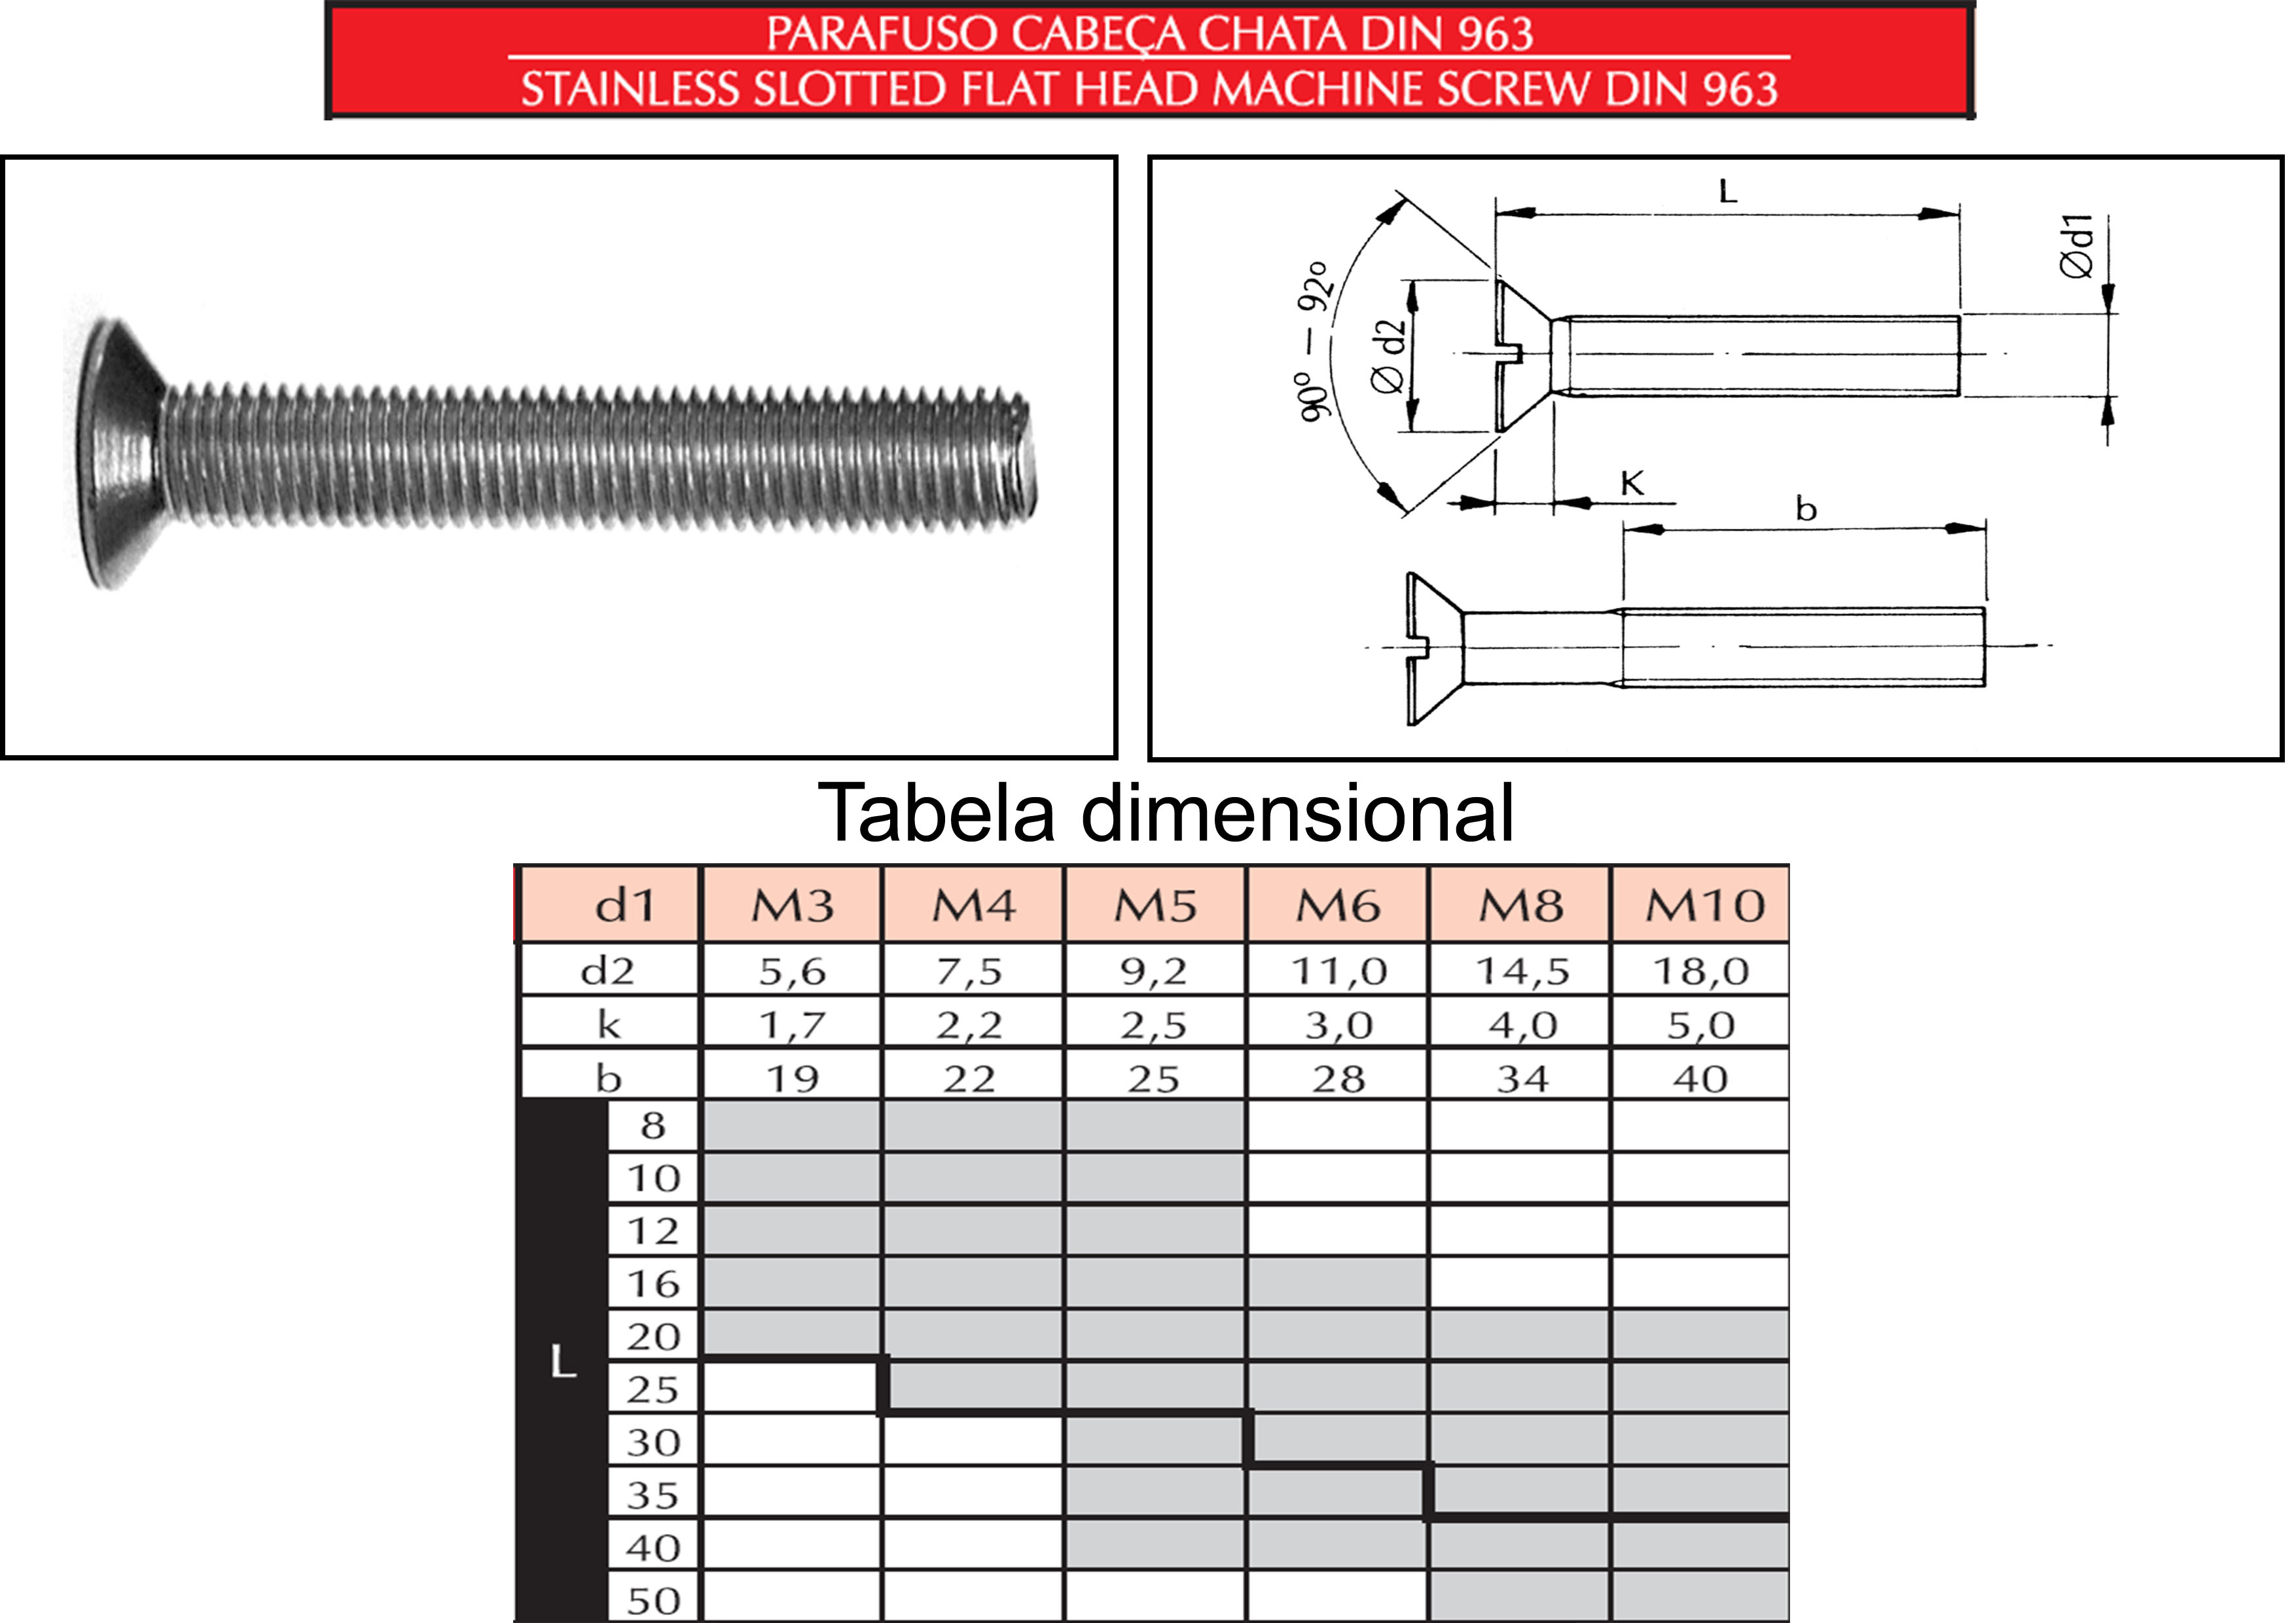 PARAFUSO CABEÇA CHATA DIN 963
STAINLESS SLOTTED FLAT HEAD MACHINE SCREW DIN 963
L
Ød1
90° – 92°
Ø d2
K
b
Tabela dimensional
d1 M3 M4 M5 M6 M8 M10
d2 5,6 7,5 9,2 11,0 14,5 18,0
k 1,7 2,2 2,5 3,0 4,0 5,0
b 19 22 25 28 34 40
L
8
10
12
16
20
25
30
35
40
50